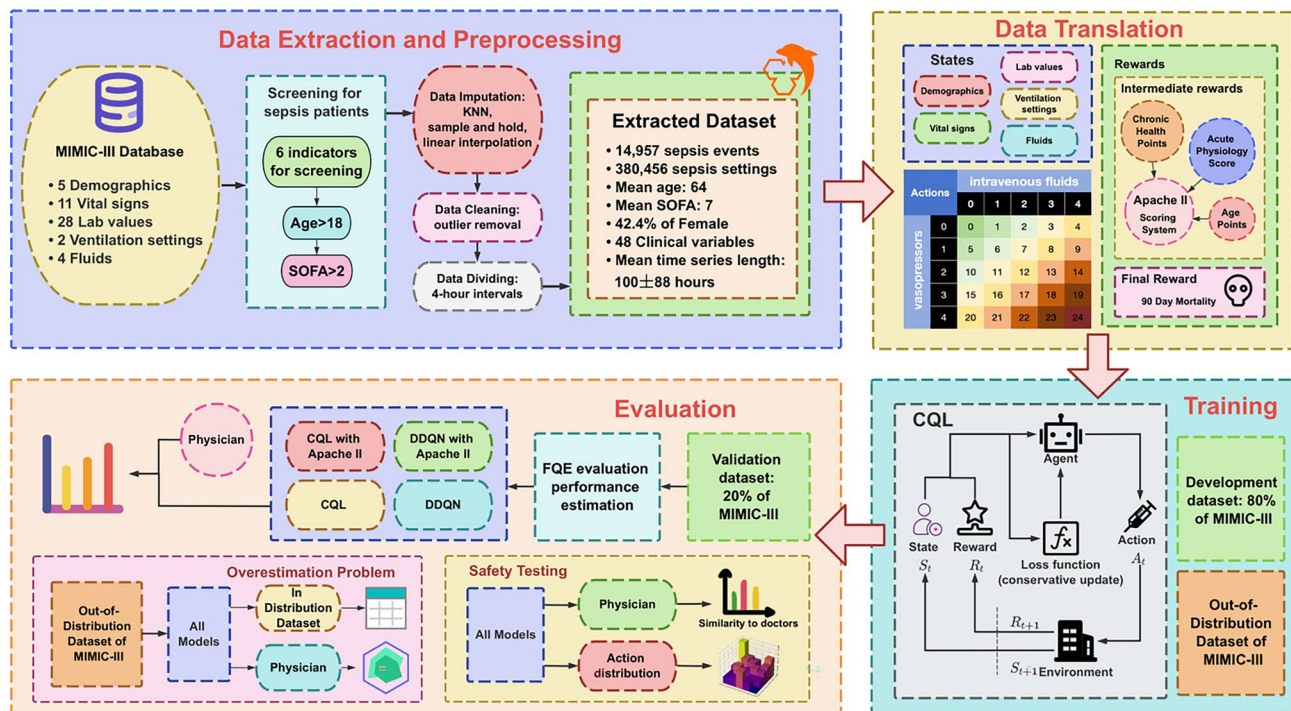 Data Extraction and Preprocessing
MIMIC-III Database
• 5 Demographics
• 11 Vital signs
• 28 Lab values
• 2 Ventilation settings
• 4 Fluids
Screening for
sepsis patients
6 indicators
for screening
Age>18
SOFA>2
Data Imputation:
KNN,
sample and hold,
linear interpolation
Data Cleaning:
outlier removal
Data Dividing:
4-hour intervals
Extracted Dataset
• 14,957 sepsis events
• 380,456 sepsis settings
• Mean age: 64
• Mean SOFA: 7
• 42.4% of Female
• 48 Clinical variables
• Mean time series length:
100±88 hours
Data Translation
States
Demographics
Vital signs
Lab values
Ventilation
settings
Fluids
Actions
intravenous fluids
0 1 2 3 4
vasopressors
0 0 1 2 3 4
1 5 6 7 8 9
2 10 11 12 13 14
3 15 16 17 18 19
4 20 21 22 23 24
Rewards
Intermediate rewards
Chronic
Health
Points
Acute
Physiology
Score
Apache II
Scoring
System
Age
Points
Final Reward
90 Day Mortality
Training
CQL
Agent
State
S_t
Reward
R_t
Loss function
(conservative update)
Action
A_t
R_{t+1}
S_{t+1}
Environment
Development
dataset: 80%
of MIMIC-III
Out-of-
Distribution
Dataset of
MIMIC-III
Evaluation
Physician
CQL with
Apache II
DDQN with
Apache II
CQL
DDQN
FQE evaluation
performance
estimation
Validation
dataset:
20% of
MIMIC-III
Overestimation Problem
Out-of-
Distribution
Dataset of
MIMIC-III
All
Models
In
Distribution
Dataset
Physician
Safety Testing
All Models
Physician
Similarity to doctors
Action
distribution